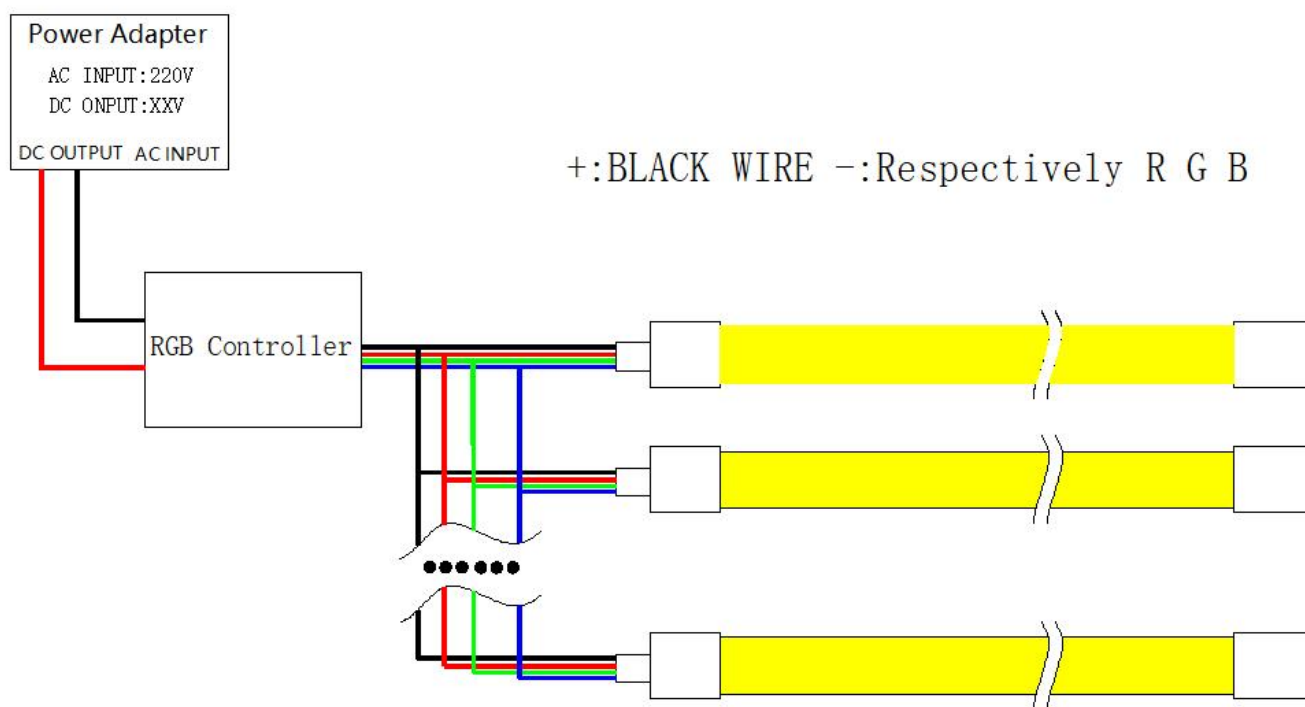 Power Adapter
AC INPUT:220V
DC ONPUT:XXV
DC OUTPUT AC INPUT
+:BLACK WIRE -:Respectively R G B
RGB Controller